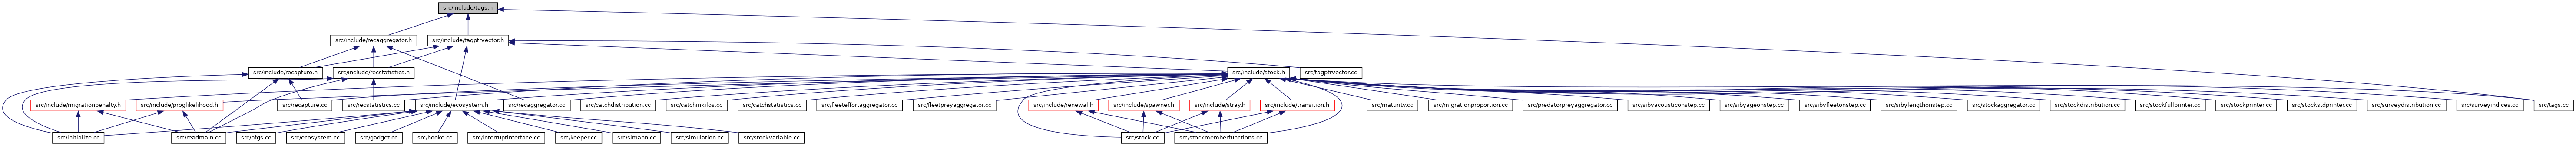 src/include/tags.h
src/include/recaggregator.h
src/include/tagptrvector.h
src/include/recapture.h
src/include/recstatistics.h
src/include/stock.h
src/tagptrvector.cc
src/include/migrationpenalty.h
src/include/proglikelihood.h
src/recapture.cc
src/recstatistics.cc
src/include/ecosystem.h
src/recaggregator.cc
src/catchdistribution.cc
src/catchinkilos.cc
src/catchstatistics.cc
src/fleeteffortaggregator.cc
src/fleetpreyaggregator.cc
src/include/renewal.h
src/include/spawner.h
src/include/stray.h
src/include/transition.h
src/maturity.cc
src/migrationproportion.cc
src/predatorpreyaggregator.cc
src/sibyacousticonstep.cc
src/sibyageonstep.cc
src/sibyfleetonstep.cc
src/sibylengthonstep.cc
src/stockaggregator.cc
src/stockdistribution.cc
src/stockfullprinter.cc
src/stockprinter.cc
src/stockstdprinter.cc
src/surveydistribution.cc
src/surveyindices.cc
src/tags.cc
src/initialize.cc
src/readmain.cc
src/bfgs.cc
src/ecosystem.cc
src/gadget.cc
src/hooke.cc
src/interruptinterface.cc
src/keeper.cc
src/simann.cc
src/simulation.cc
src/stockvariable.cc
src/stock.cc
src/stockmemberfunctions.cc